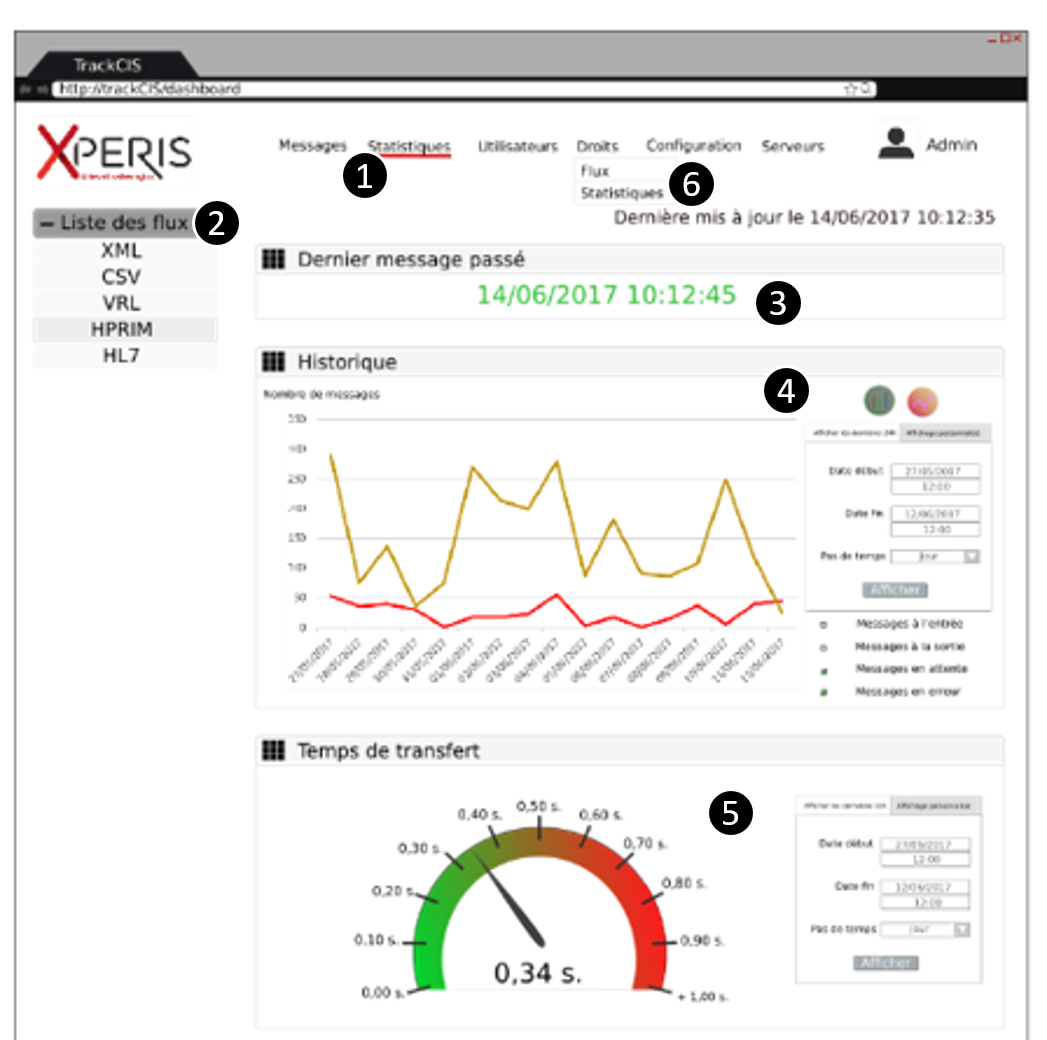 TrackCIS
http://trackCIS/dashboard
XPERIS
Messages Statistiques Utilisateurs Droits Configuration Serveurs Admin
1
Flux
6
Statistiques
Dernière mis à jour le 14/06/2017 10:12:35
− Liste des flux 2
XML
CSV
VRL
HPRIM
HL7
Dernier message passé
14/06/2017 10:12:45 3
Historique
4
Nombre de messages
Date début 27/05/2017
12:00
Date fin 12/06/2017
12:00
Pas de temps Jour
Afficher
50
0
Messages à l'entrée
Messages à la sortie
Messages en attente
Messages en erreur
Temps de transfert
5
0,00 s.
0,10 s.
0,20 s.
0,30 s.
0,40 s.
0,50 s.
0,60 s.
0,70 s.
0,80 s.
0,90 s.
+ 1,00 s.
0,34 s.
Date début 27/05/2017
12:00
Date fin 12/06/2017
12:00
Pas de temps Jour
Afficher